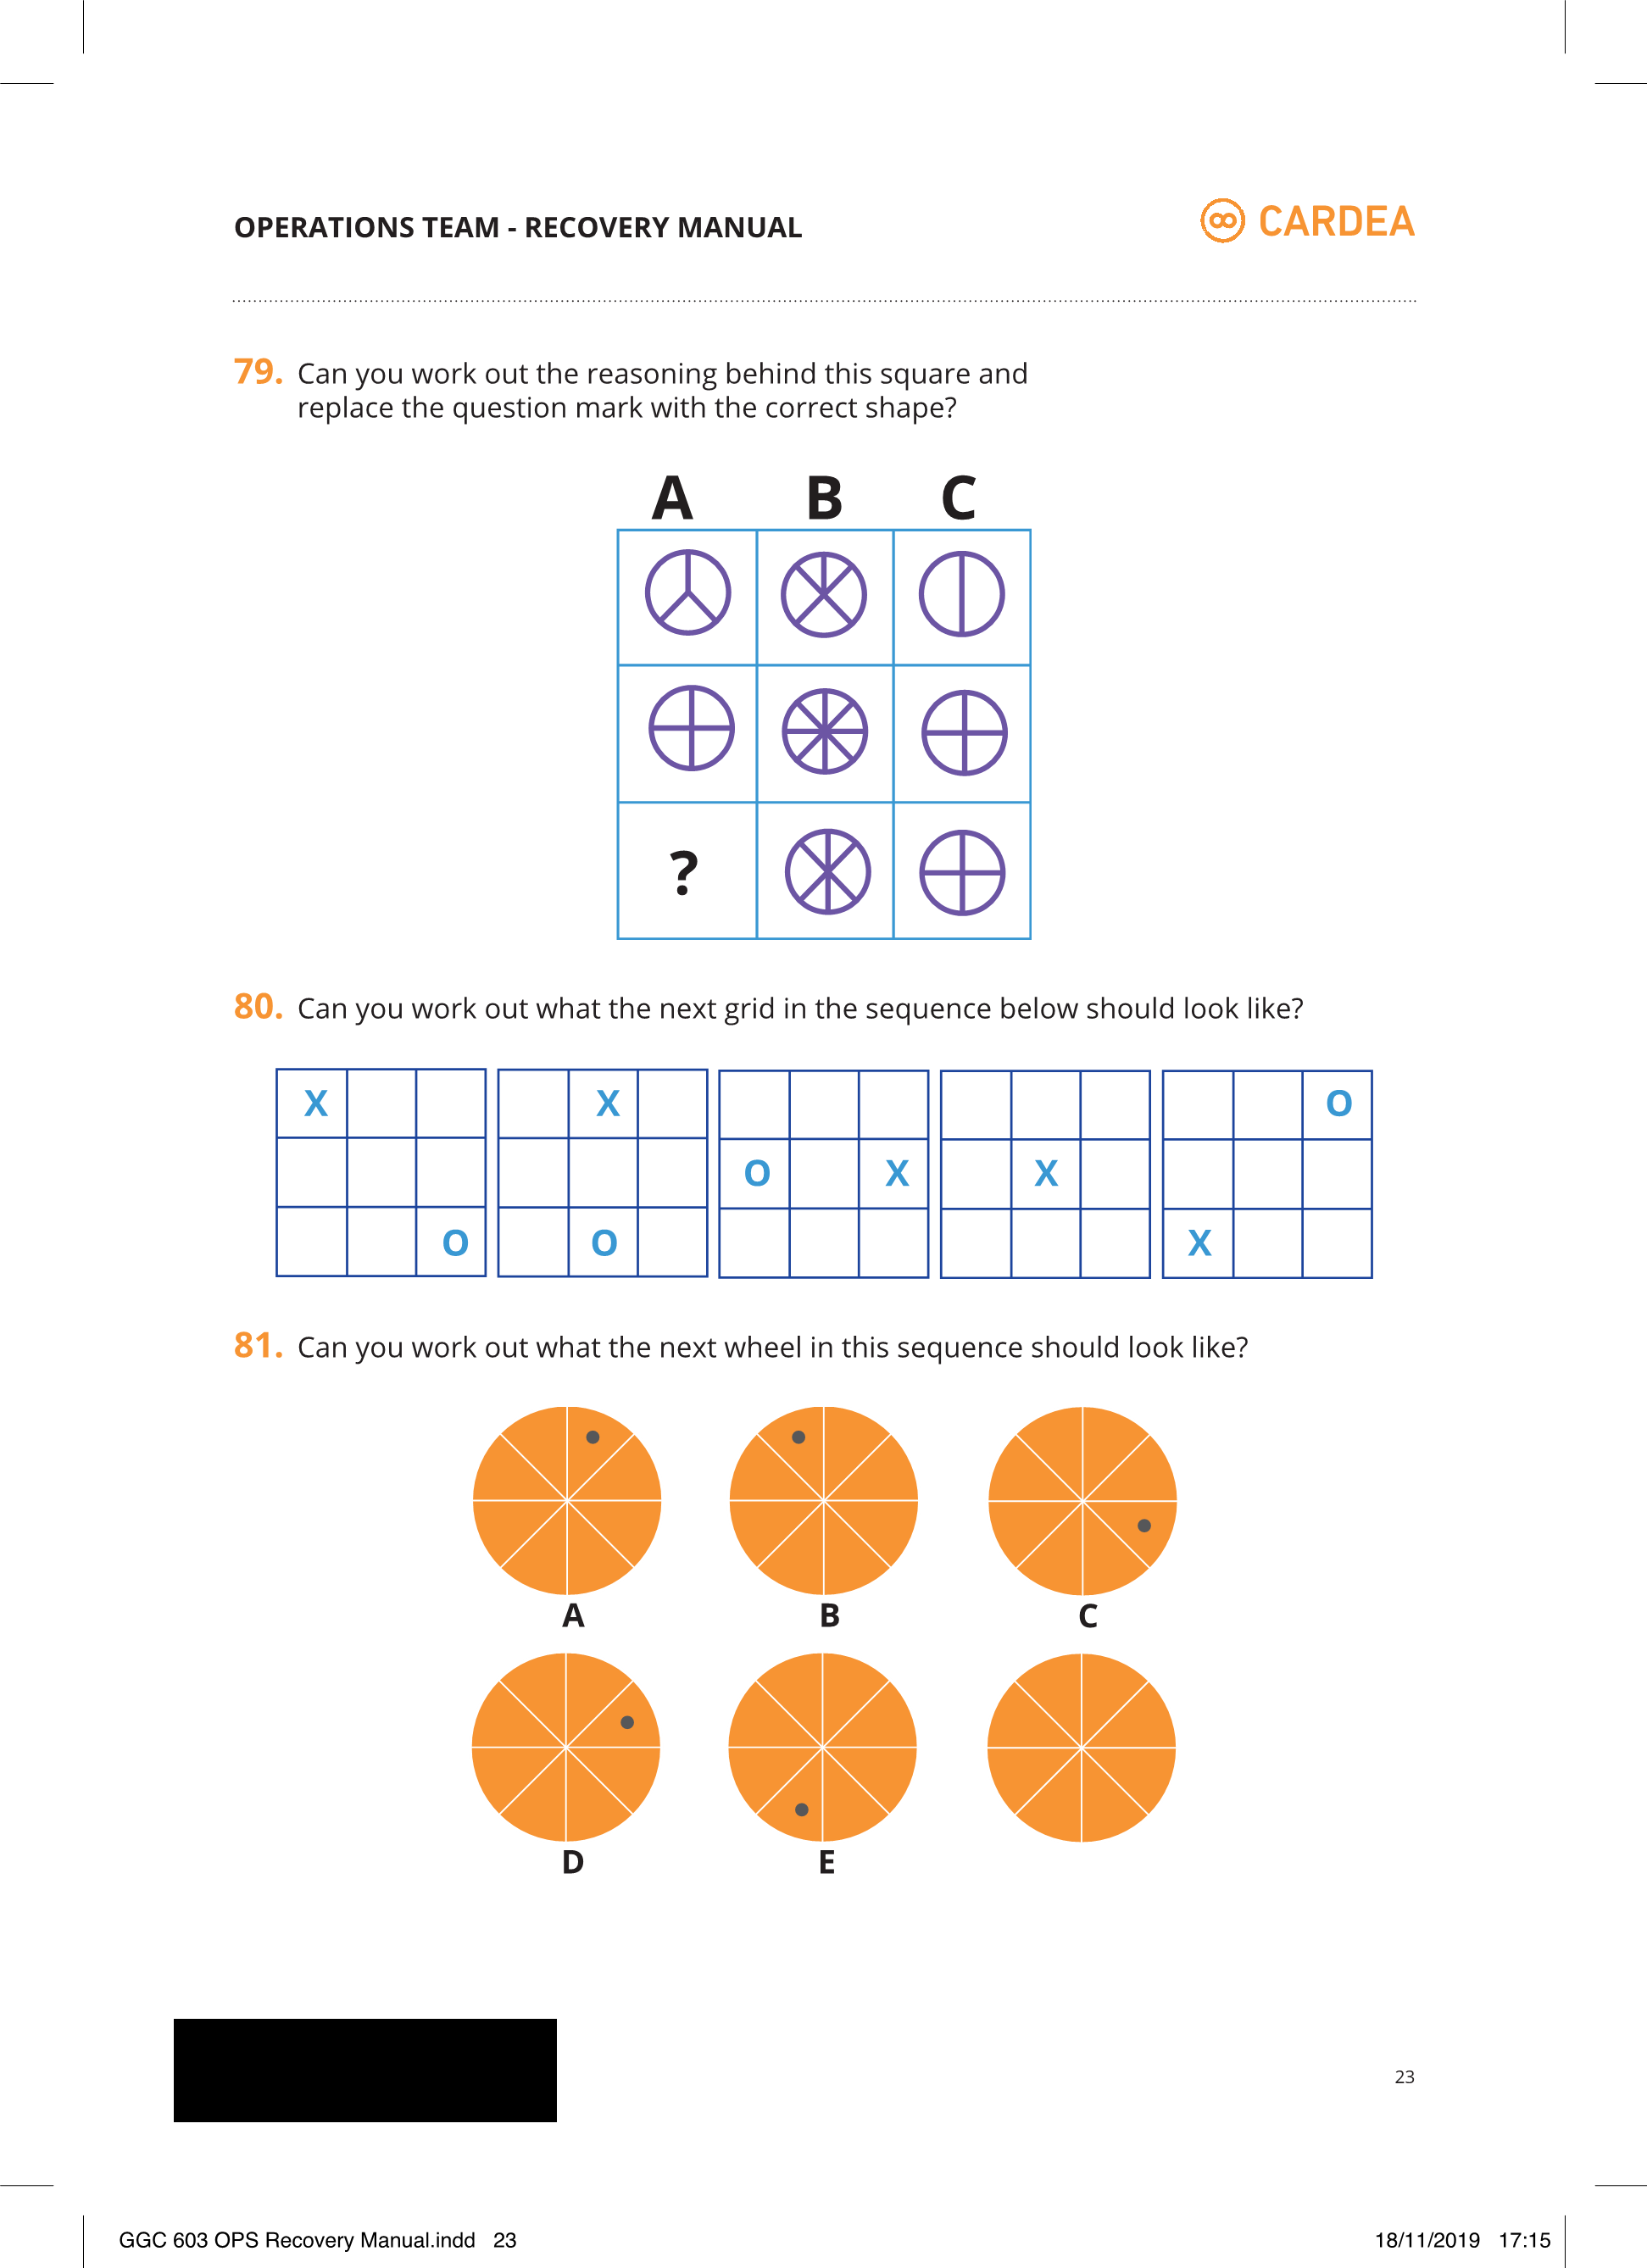 OPERATIONS TEAM - RECOVERY MANUAL
CARDEA
79. Can you work out the reasoning behind this square and
replace the question mark with the correct shape?
A B C
?
80. Can you work out what the next grid in the sequence below should look like?
X X O
O X X
O O X
81. Can you work out what the next wheel in this sequence should look like?
A B C
D E
23
GGC 603 OPS Recovery Manual.indd 23 18/11/2019 17:15